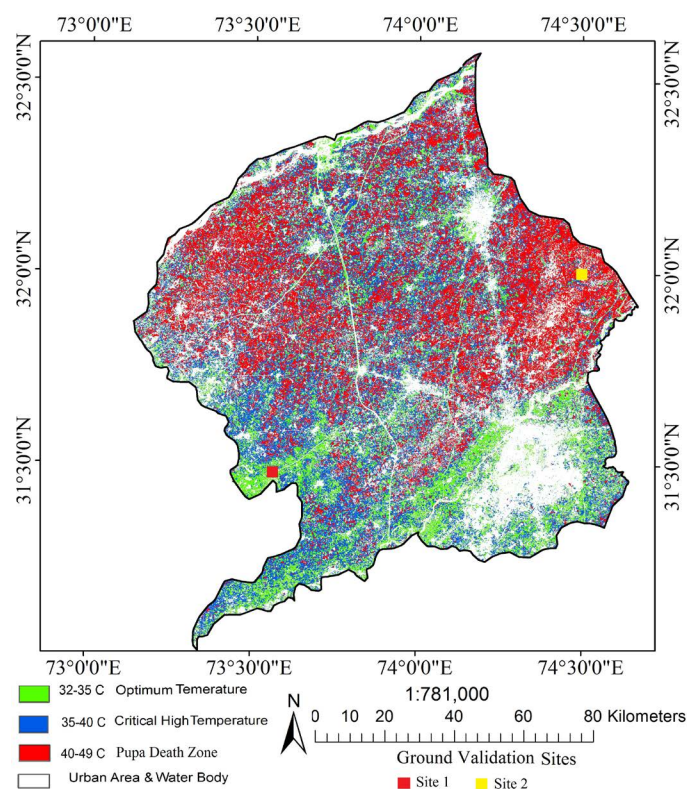 73°0'0"E 73°30'0"E 74°0'0"E 74°30'0"E
32°30'0"N 32°30'0"N
32°0'0"N 32°0'0"N
31°30'0"N 31°30'0"N
73°0'0"E 73°30'0"E 74°0'0"E 74°30'0"E
32-35 C Optimum Temerature
35-40 C Critical High Temperature
40-49 C Pupa Death Zone
Urban Area & Water Body
N
1:781,000
0 10 20 40 60 80 Kilometers
Ground Validation Sites
Site 1 Site 2